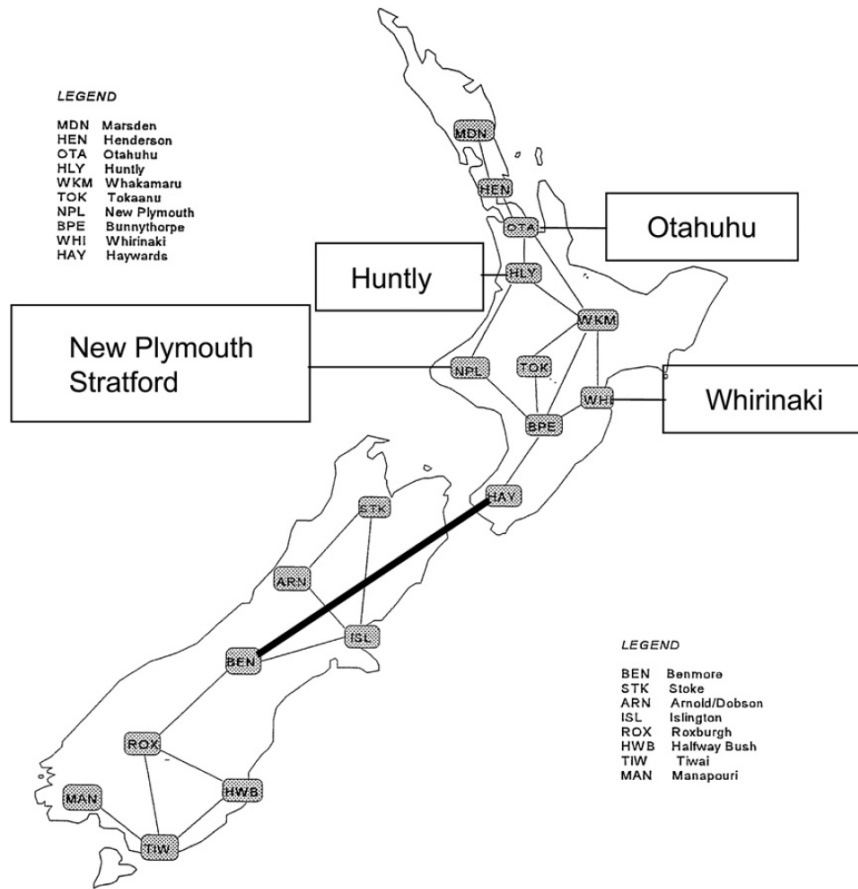 LEGEND
MDN Marsden
HEN Henderson
OTA Otahuhu
HLY Huntly
WKM Whakamaru
TOK Tokaanu
NPL New Plymouth
BPE Bunnythorpe
WHI Whirinaki
HAY Haywards
MDN
HEN
OTA
Otahuhu
Huntly
HLY
WKM
New Plymouth
Stratford
NPL
TOK
WHI
Whirinaki
BPE
HAY
STK
ARN
ISL
BEN
ROX
HWB
MAN
TIW
LEGEND
BEN Benmore
STK Stoke
ARN Arnold/Dobson
ISL Islington
ROX Roxburgh
HWB Halfway Bush
TIW Tiwai
MAN Manapouri